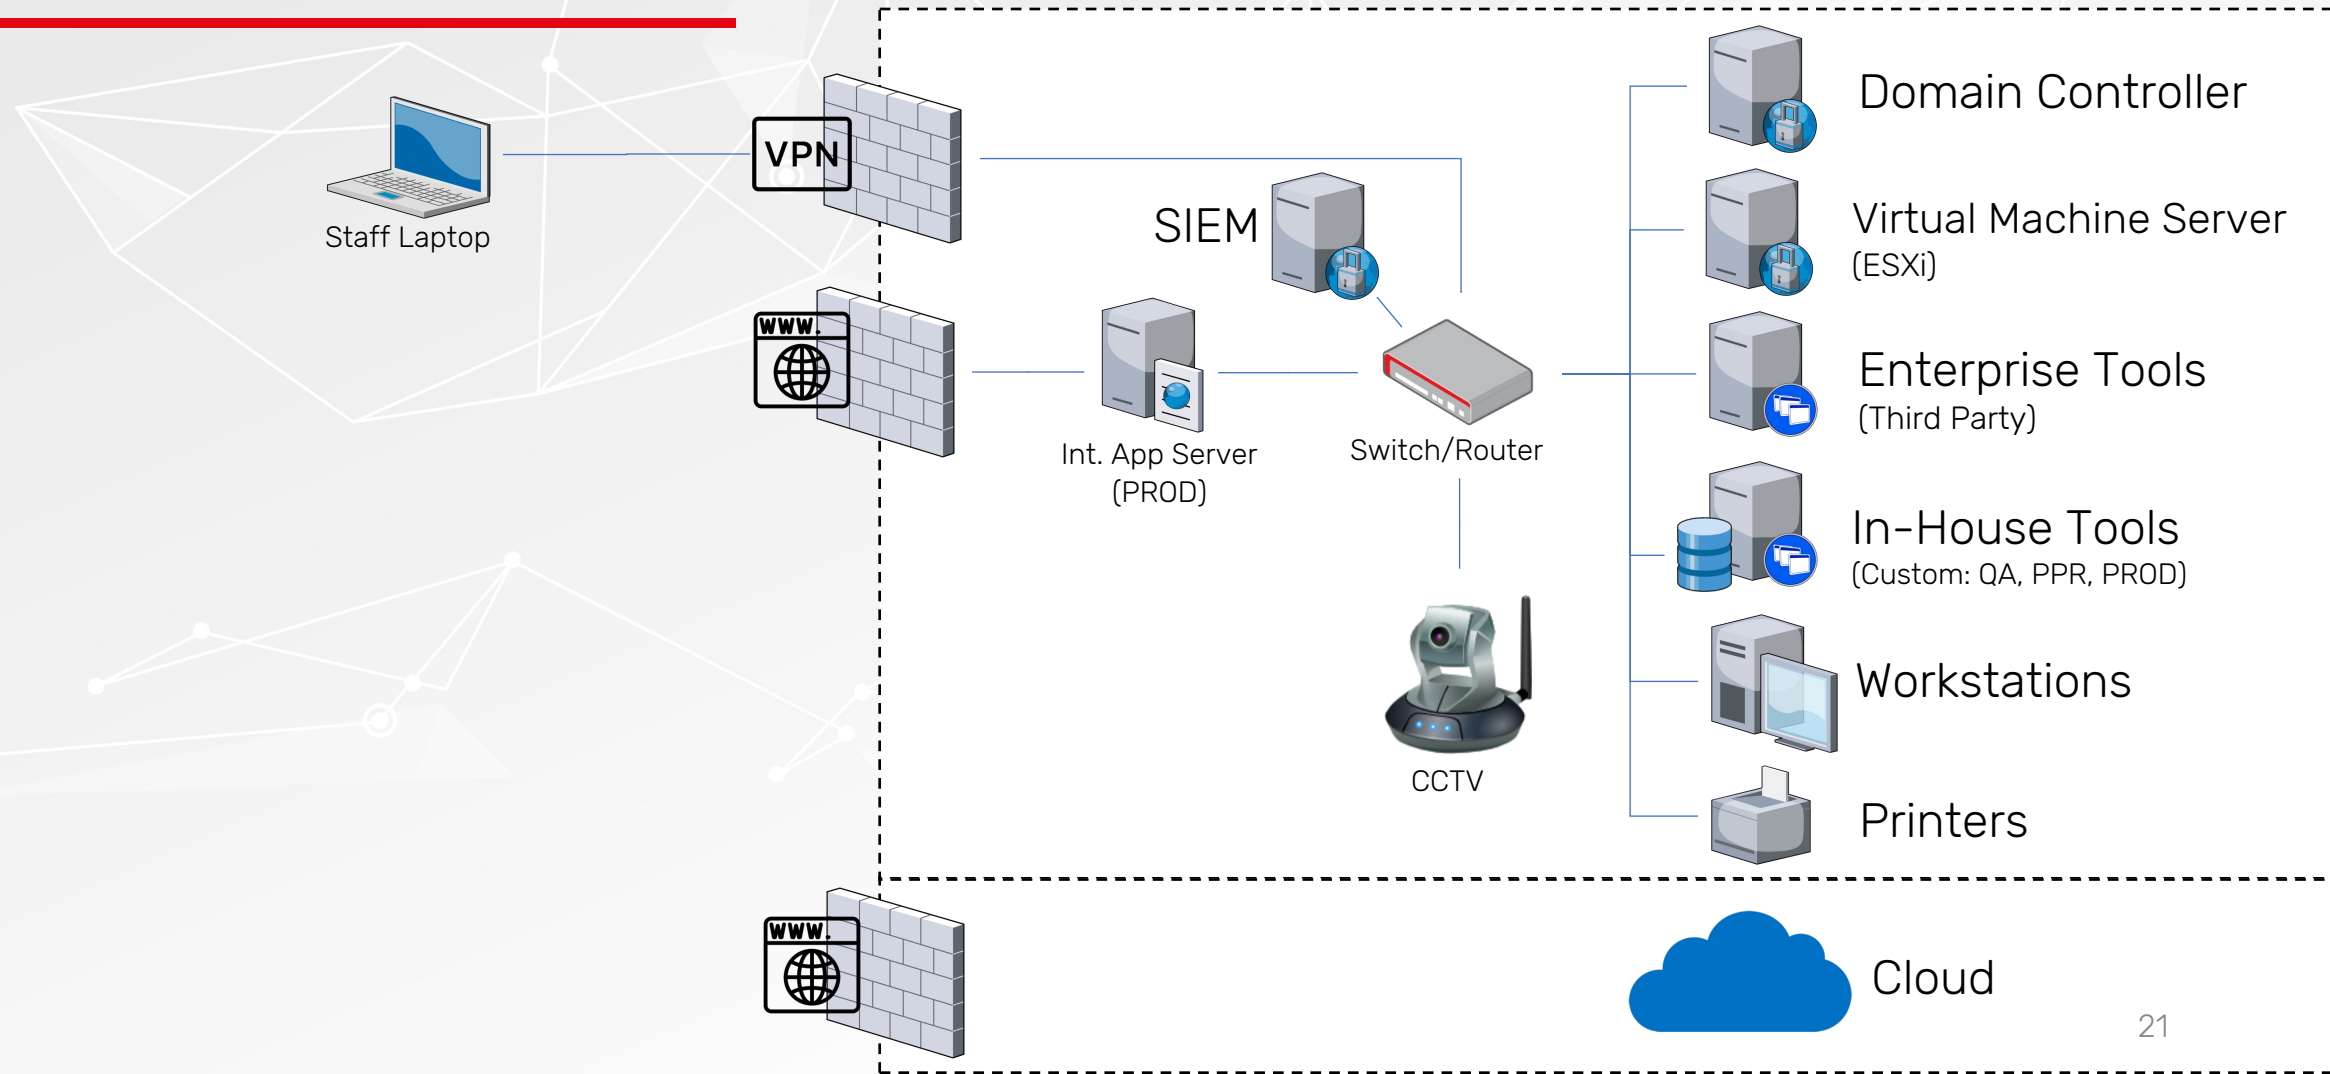 VPN
Staff Laptop
www.
SIEM
Int. App Server
(PROD)
Switch/Router
CCTV
Domain Controller
Virtual Machine Server
(ESXi)
Enterprise Tools
(Third Party)
In-House Tools
(Custom: QA, PPR, PROD)
Workstations
Printers
www.
Cloud
21